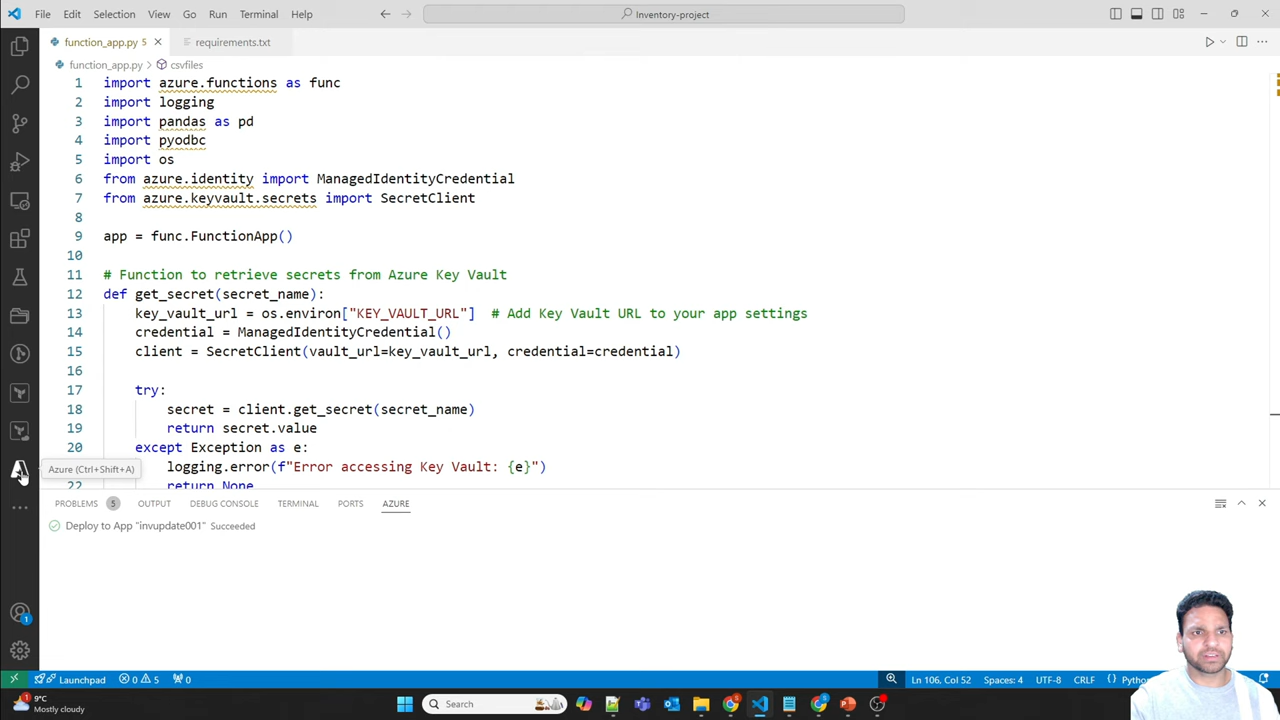 File Edit Selection View Go Run Terminal Help
Inventory-project
function_app.py 5
requirements.txt
function_app.py > csvfiles
1 import azure.functions as func
2 import logging
3 import pandas as pd
4 import pyodbc
5 import os
6 from azure.identity import ManagedIdentityCredential
7 from azure.keyvault.secrets import SecretClient
8
9 app = func.FunctionApp()
10
11 # Function to retrieve secrets from Azure Key Vault
12 def get_secret(secret_name):
13 key_vault_url = os.environ["KEY_VAULT_URL"] # Add Key Vault URL to your app settings
14 credential = ManagedIdentityCredential()
15 client = SecretClient(vault_url=key_vault_url, credential=credential)
16
17 try:
18 secret = client.get_secret(secret_name)
19 return secret.value
20 except Exception as e:
21 logging.error(f"Error accessing Key Vault: {e}")
22 return None
Azure (Ctrl+Shift+A)
PROBLEMS 5 OUTPUT DEBUG CONSOLE TERMINAL PORTS AZURE
Deploy to App "invupdate001" Succeeded
1
Launchpad 0 5 0
Ln 106, Col 52 Spaces: 4 UTF-8 CRLF {}
1
9°C
Mostly cloudy
Search